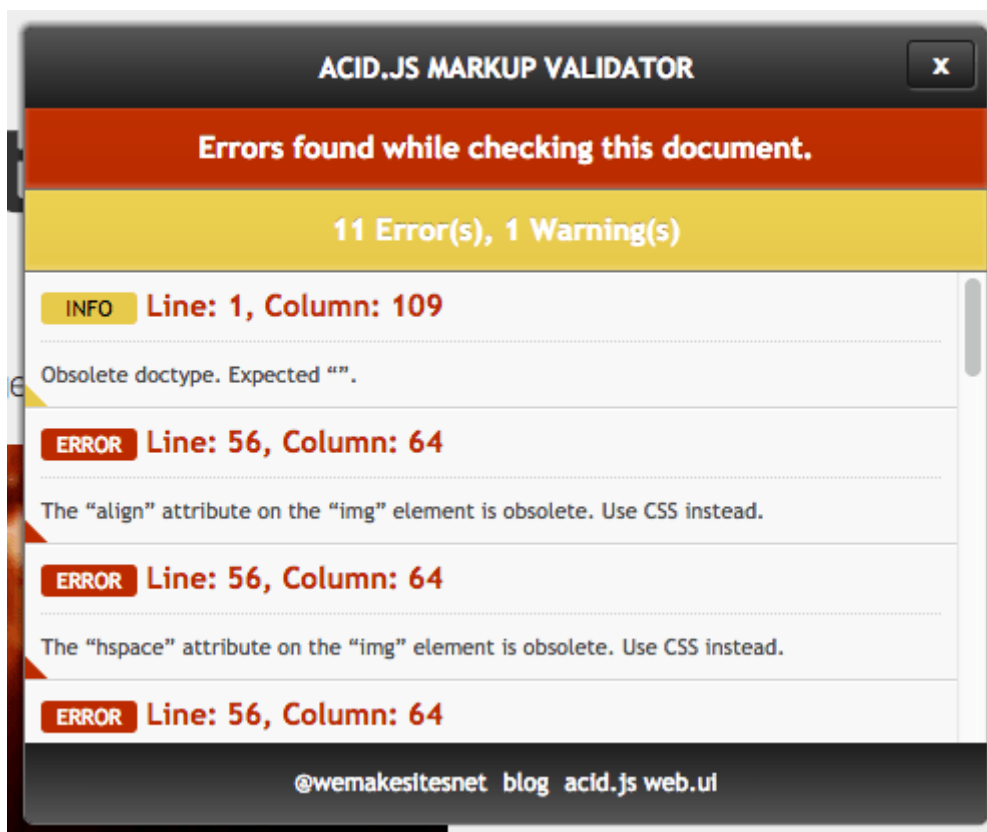 ACID.JS MARKUP VALIDATOR
x
Errors found while checking this document.
11 Error(s), 1 Warning(s)
INFO Line: 1, Column: 109
Obsolete doctype. Expected “”.
ERROR Line: 56, Column: 64
The “align” attribute on the “img” element is obsolete. Use CSS instead.
ERROR Line: 56, Column: 64
The “hspace” attribute on the “img” element is obsolete. Use CSS instead.
ERROR Line: 56, Column: 64
@wemakesitesnet blog acid.js web.ui